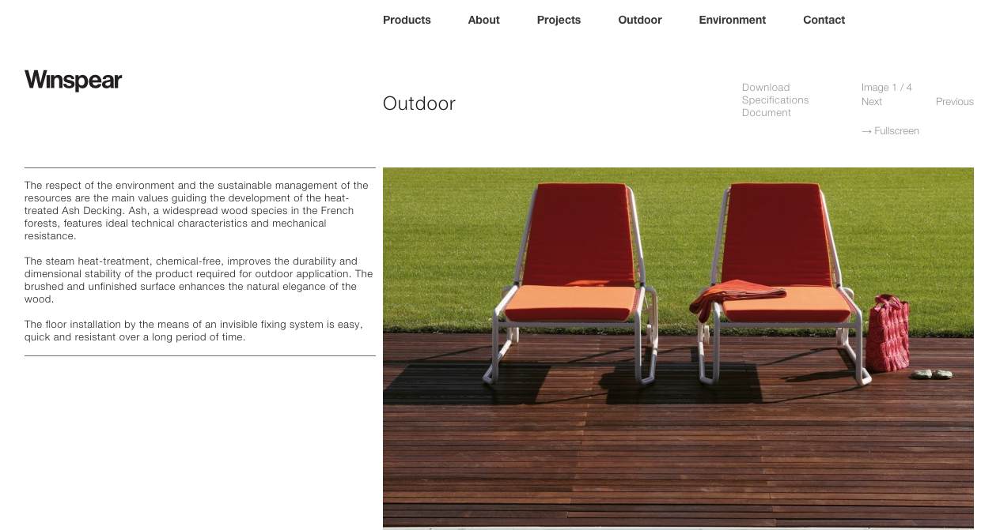 Products About Projects Outdoor Environment Contact
Winspear
Outdoor
Download
Specifications
Document
Image 1 / 4
Next Previous
→ Fullscreen
The respect of the environment and the sustainable management of the
resources are the main values guiding the development of the heat-
treated Ash Decking. Ash, a widespread wood species in the French
forests, features ideal technical characteristics and mechanical
resistance.
The steam heat-treatment, chemical-free, improves the durability and
dimensional stability of the product required for outdoor application. The
brushed and unfinished surface enhances the natural elegance of the
wood.
The floor installation by the means of an invisible fixing system is easy,
quick and resistant over a long period of time.